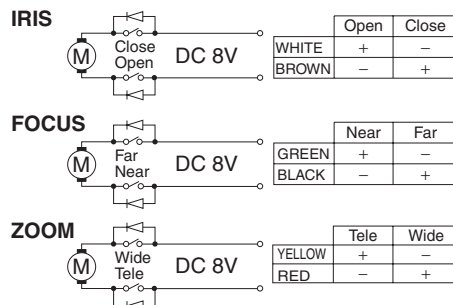 IRIS
M
Close
Open
DC 8V
Open Close
WHITE + −
BROWN − +
FOCUS
M
Far
Near
DC 8V
Near Far
GREEN + −
BLACK − +
ZOOM
M
Wide
Tele
DC 8V
Tele Wide
YELLOW + −
RED − +